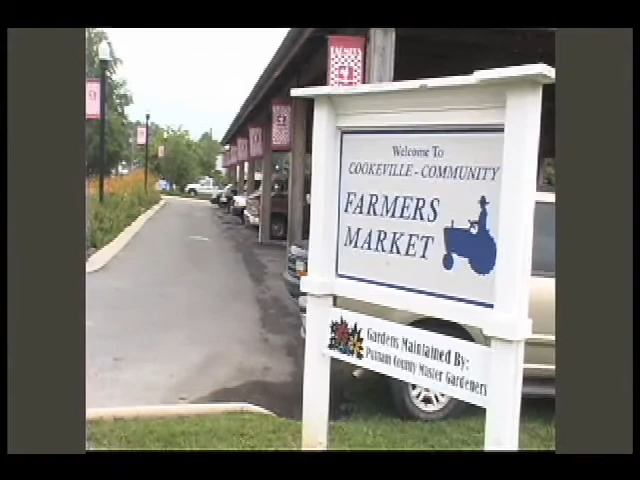 Welcome To
COOKEVILLE - COMMUNITY
FARMERS
MARKET
Gardens Maintained By:
Putnam County Master Gardeners